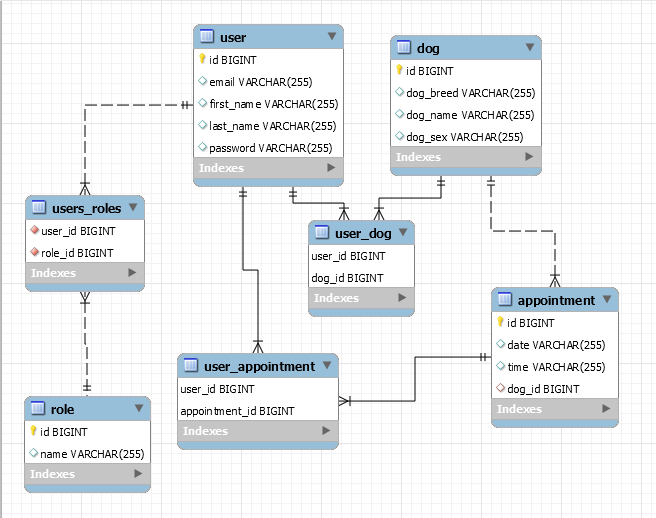 user
id BIGINT
email VARCHAR(255)
first_name VARCHAR(255)
last_name VARCHAR(255)
password VARCHAR(255)
Indexes
dog
id BIGINT
dog_breed VARCHAR(255)
dog_name VARCHAR(255)
dog_sex VARCHAR(255)
Indexes
users_roles
user_id BIGINT
role_id BIGINT
Indexes
user_dog
user_id BIGINT
dog_id BIGINT
Indexes
appointment
id BIGINT
date VARCHAR(255)
time VARCHAR(255)
dog_id BIGINT
Indexes
user_appointment
user_id BIGINT
appointment_id BIGINT
Indexes
role
id BIGINT
name VARCHAR(255)
Indexes